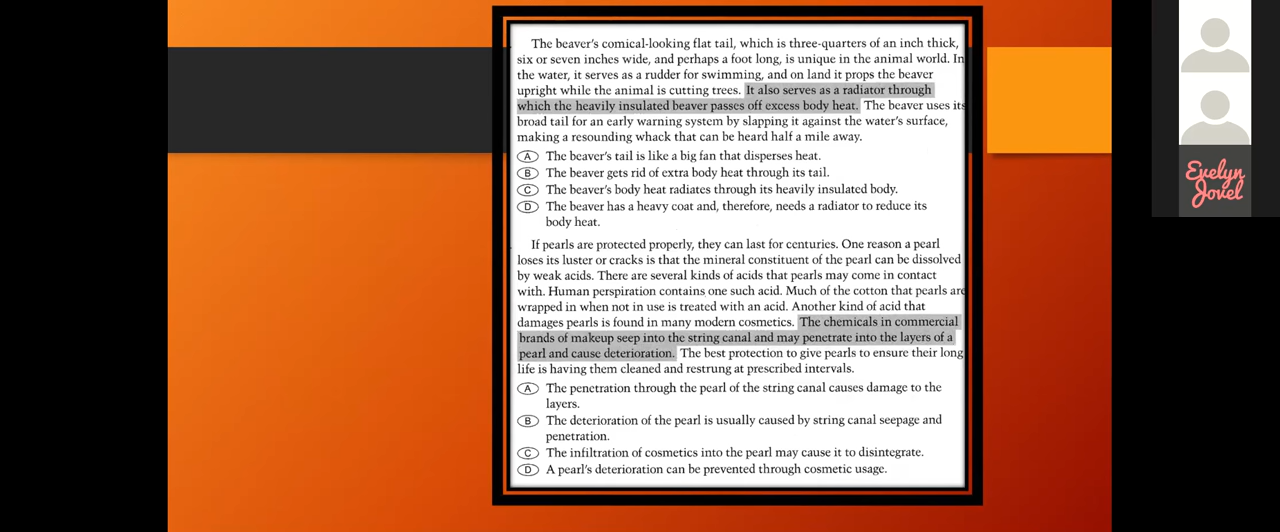 The beaver's comical-looking flat tail, which is three-quarters of an inch thick,
six or seven inches wide, and perhaps a foot long, is unique in the animal world. In
the water, it serves as a rudder for swimming, and on land it props the beaver
upright while the animal is cutting trees. It also serves as a radiator through
which the heavily insulated beaver passes off excess body heat. The beaver uses its
broad tail for an early warning system by slapping it against the water's surface,
making a resounding whack that can be heard half a mile away.
A The beaver's tail is like a big fan that disperses heat.
B The beaver gets rid of extra body heat through its tail.
C The beaver's body heat radiates through its heavily insulated body.
D The beaver has a heavy coat and, therefore, needs a radiator to reduce its
body heat.
If pearls are protected properly, they can last for centuries. One reason a pearl
loses its luster or cracks is that the mineral constituent of the pearl can be dissolved
by weak acids. There are several kinds of acids that pearls may come in contact
with. Human perspiration contains one such acid. Much of the cotton that pearls are
wrapped in when not in use is treated with an acid. Another kind of acid that
damages pearls is found in many modern cosmetics. The chemicals in commercial
brands of makeup seep into the string canal and may penetrate into the layers of a
pearl and cause deterioration. The best protection to give pearls to ensure their long
life is having them cleaned and restrung at prescribed intervals.
A The penetration through the pearl of the string canal causes damage to the
layers.
B The deterioration of the pearl is usually caused by string canal seepage and
penetration.
C The infiltration of cosmetics into the pearl may cause it to disintegrate.
D A pearl's deterioration can be prevented through cosmetic usage.
Evelyn
Jovel